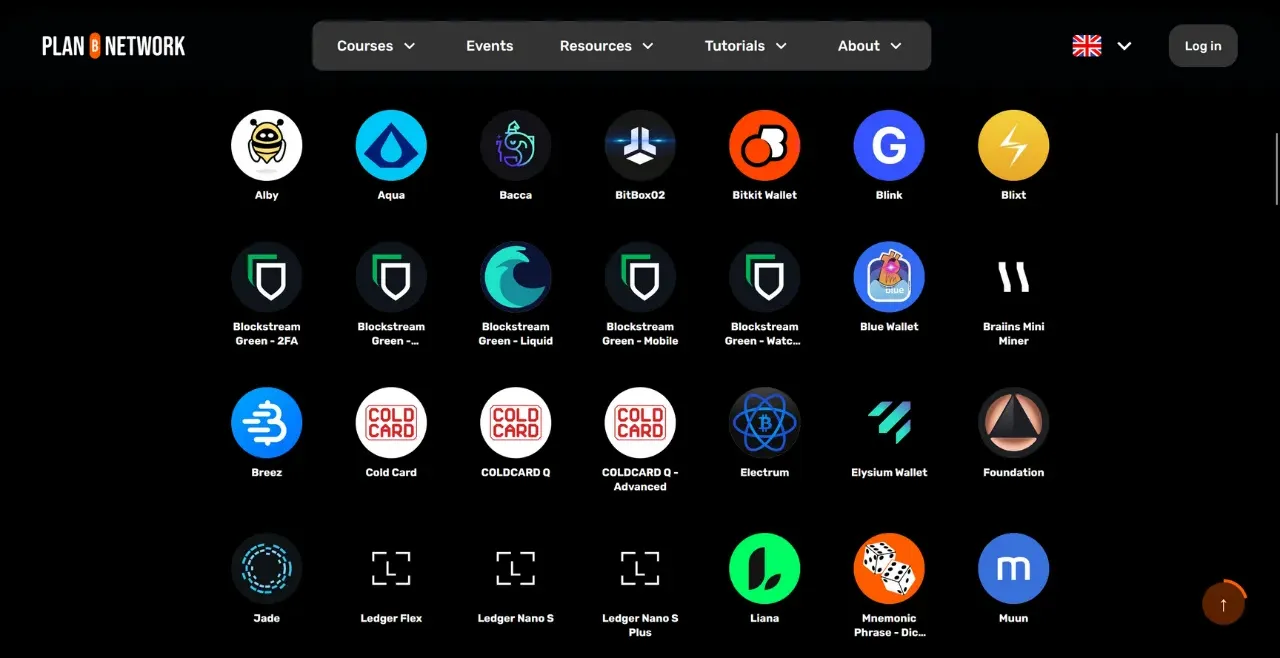 PLAN B NETWORK
Courses
Events
Resources
Tutorials
About
Log in
Alby
Aqua
Bacca
BitBox02
Bitkit Wallet
G
Blink
Blixt
Blockstream
Green - 2FA
Blockstream
Green -...
Blockstream
Green - Liquid
Blockstream
Green - Mobile
Blockstream
Green - Watc...
blue
Blue Wallet
Braiins Mini
Miner
Breez
COLD
CARD
Cold Card
COLD
CARD
COLDCARD Q
COLD
CARD
COLDCARD Q -
Advanced
Electrum
Elysium Wallet
Foundation
Jade
L
Ledger Flex
L
Ledger Nano S
L
Ledger Nano S
Plus
Liana
Mnemonic
Phrase - Dic...
m
Muun